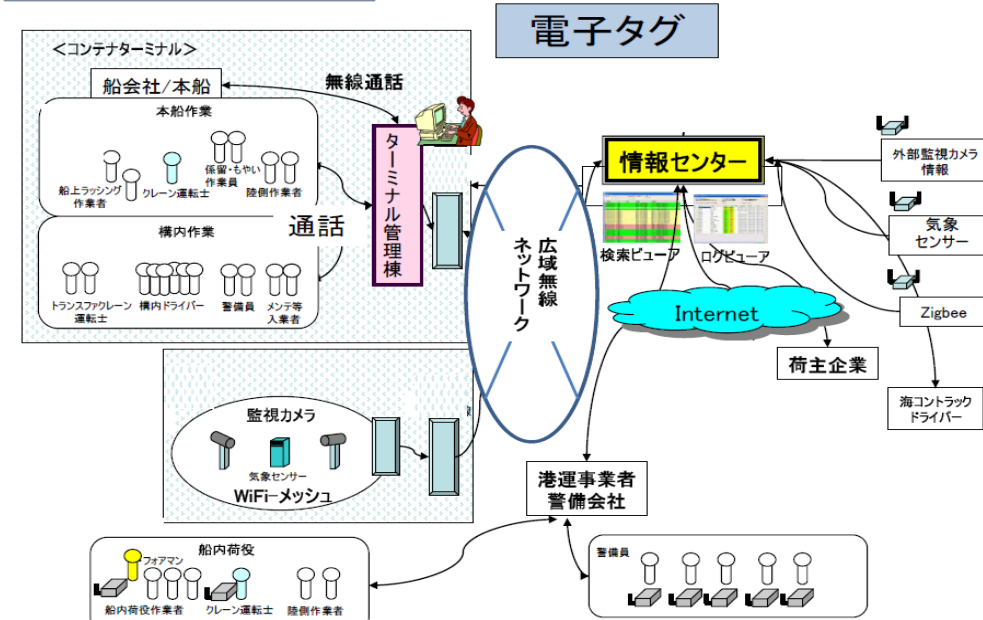 電子タグ
＜コンテナターミナル＞
船会社/本船
無線通話
本船作業
船上ラッシング
作業者
クレーン運転士
係留・もやい
作業員
陸側作業者
ターミナル管理棟
通話
構内作業
トランスファクレーン
運転士
構内ドライバー
警備員
メンテ等
入業者
広域無線
ネットワーク
情報センター
検索ビューア
ログビューア
外部監視カメラ
情報
気象
センサー
Zigbee
Internet
荷主企業
海コントラック
ドライバー
監視カメラ
気象センサー
WiFi-メッシュ
港運事業者
警備会社
船内荷役
フォアマン
船内荷役作業者
クレーン運転士
陸側作業者
警備員